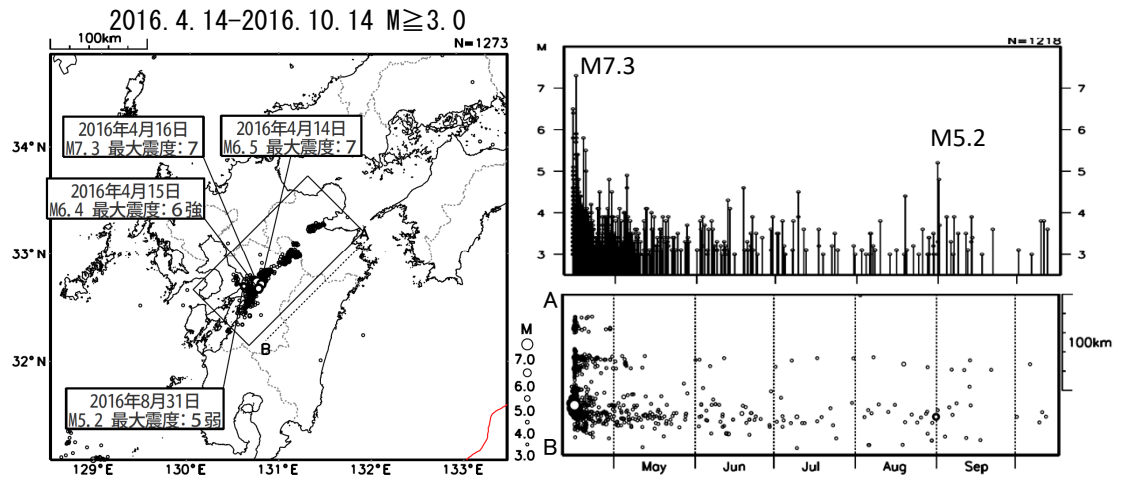 2016.4.14-2016.10.14 M≧3.0
100km
N=1273
34°N
33°N
32°N
129°E
130°E
131°E
132°E
133°E
2016年4月16日
M7.3 最大震度:7
2016年4月14日
M6.5 最大震度:7
2016年4月15日
M6.4 最大震度:6強
2016年8月31日
M5.2 最大震度:5弱
B
M
7.0
6.0
5.0
4.0
3.0
M
N=1218
M7.3
M5.2
7
6
5
4
3
7
6
5
4
3
A
B
100km
May
Jun
Jul
Aug
Sep